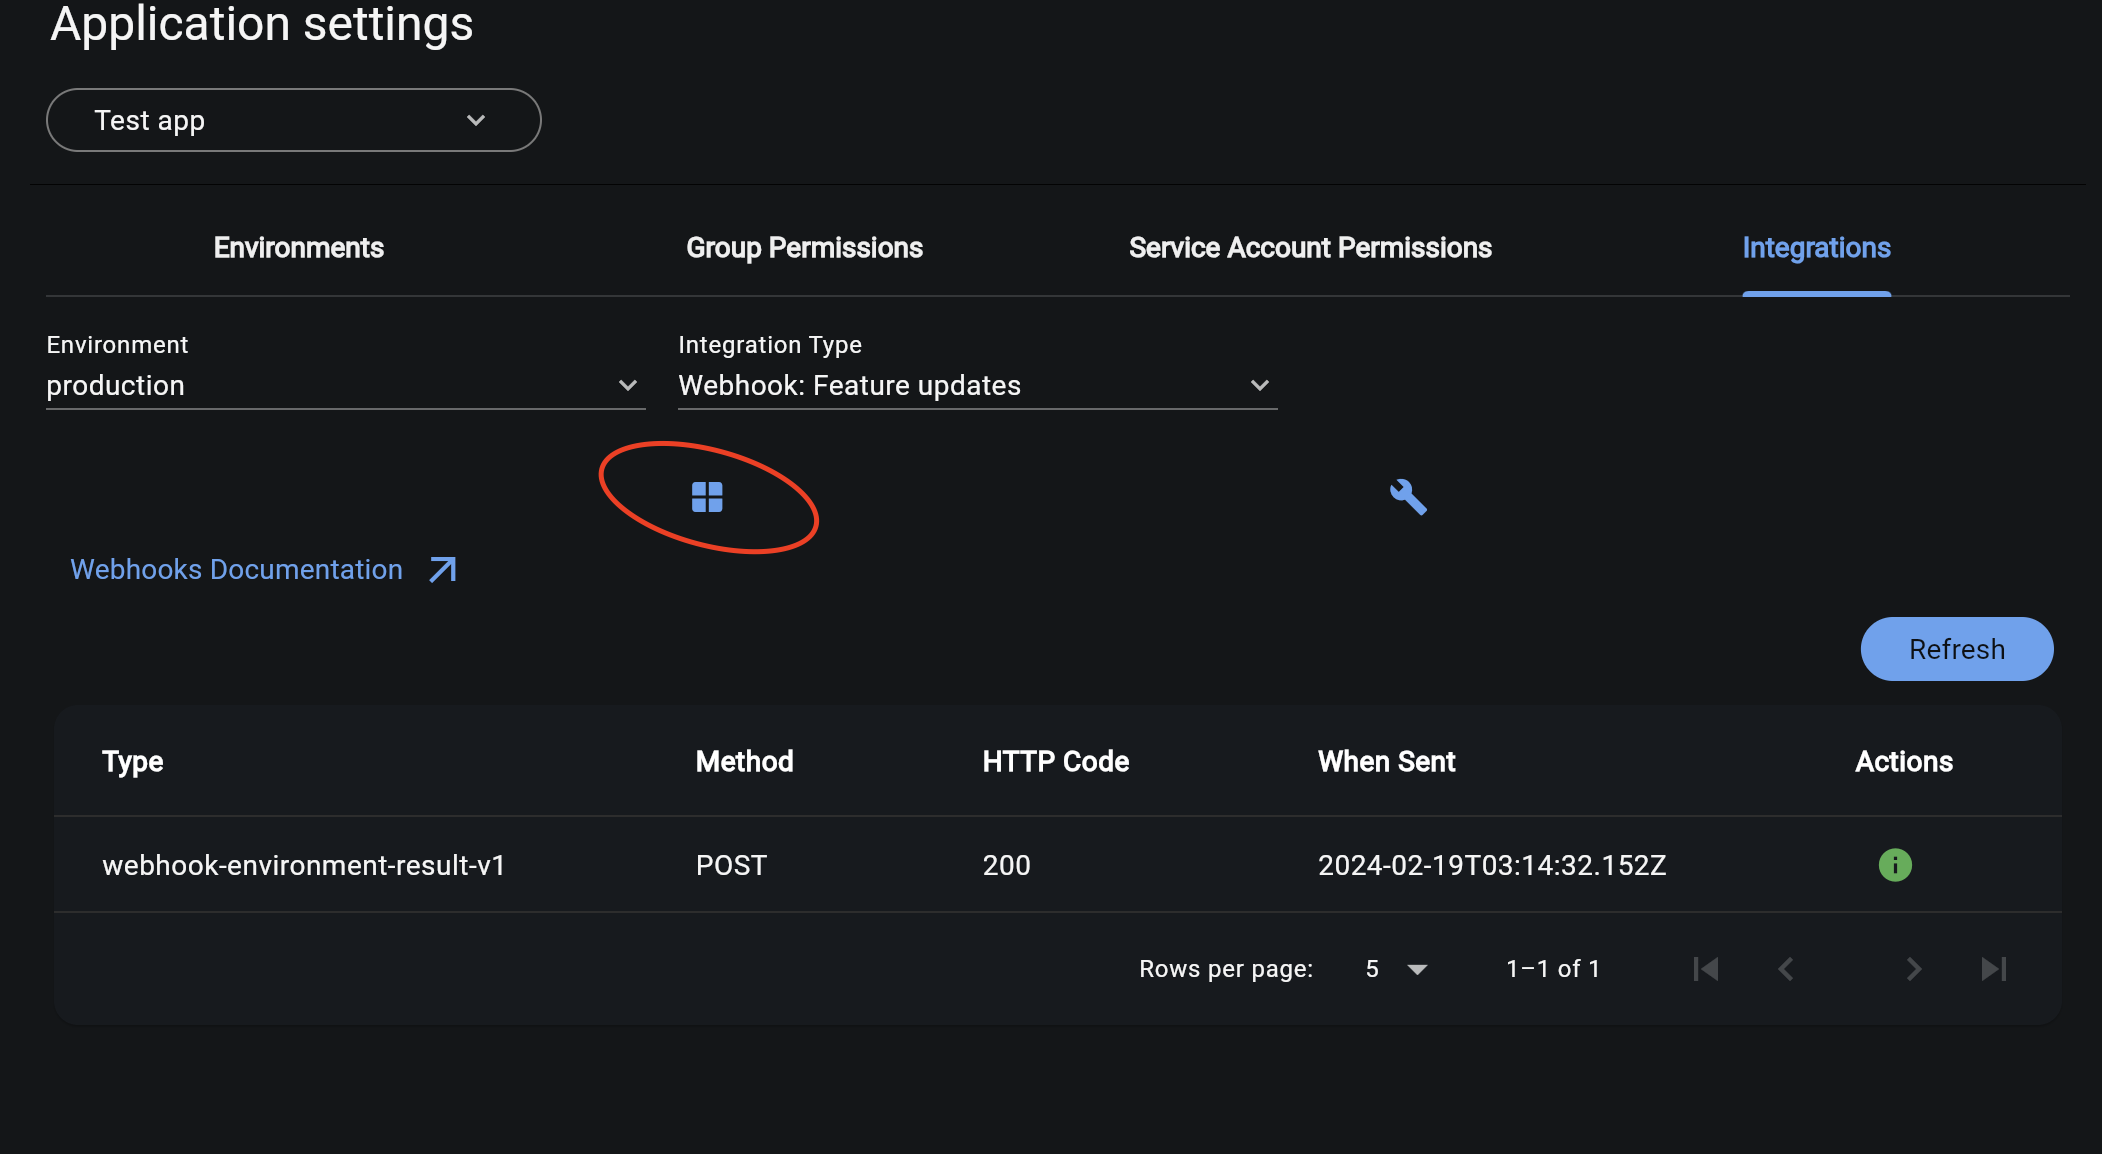 Application settings
Test app
Environments Group Permissions Service Account Permissions Integrations
Environment Integration Type
production Webhook: Feature updates
Webhooks Documentation
Refresh
Type Method HTTP Code When Sent Actions
webhook-environment-result-v1 POST 200 2024-02-19T03:14:32.152Z
Rows per page: 5 1–1 of 1